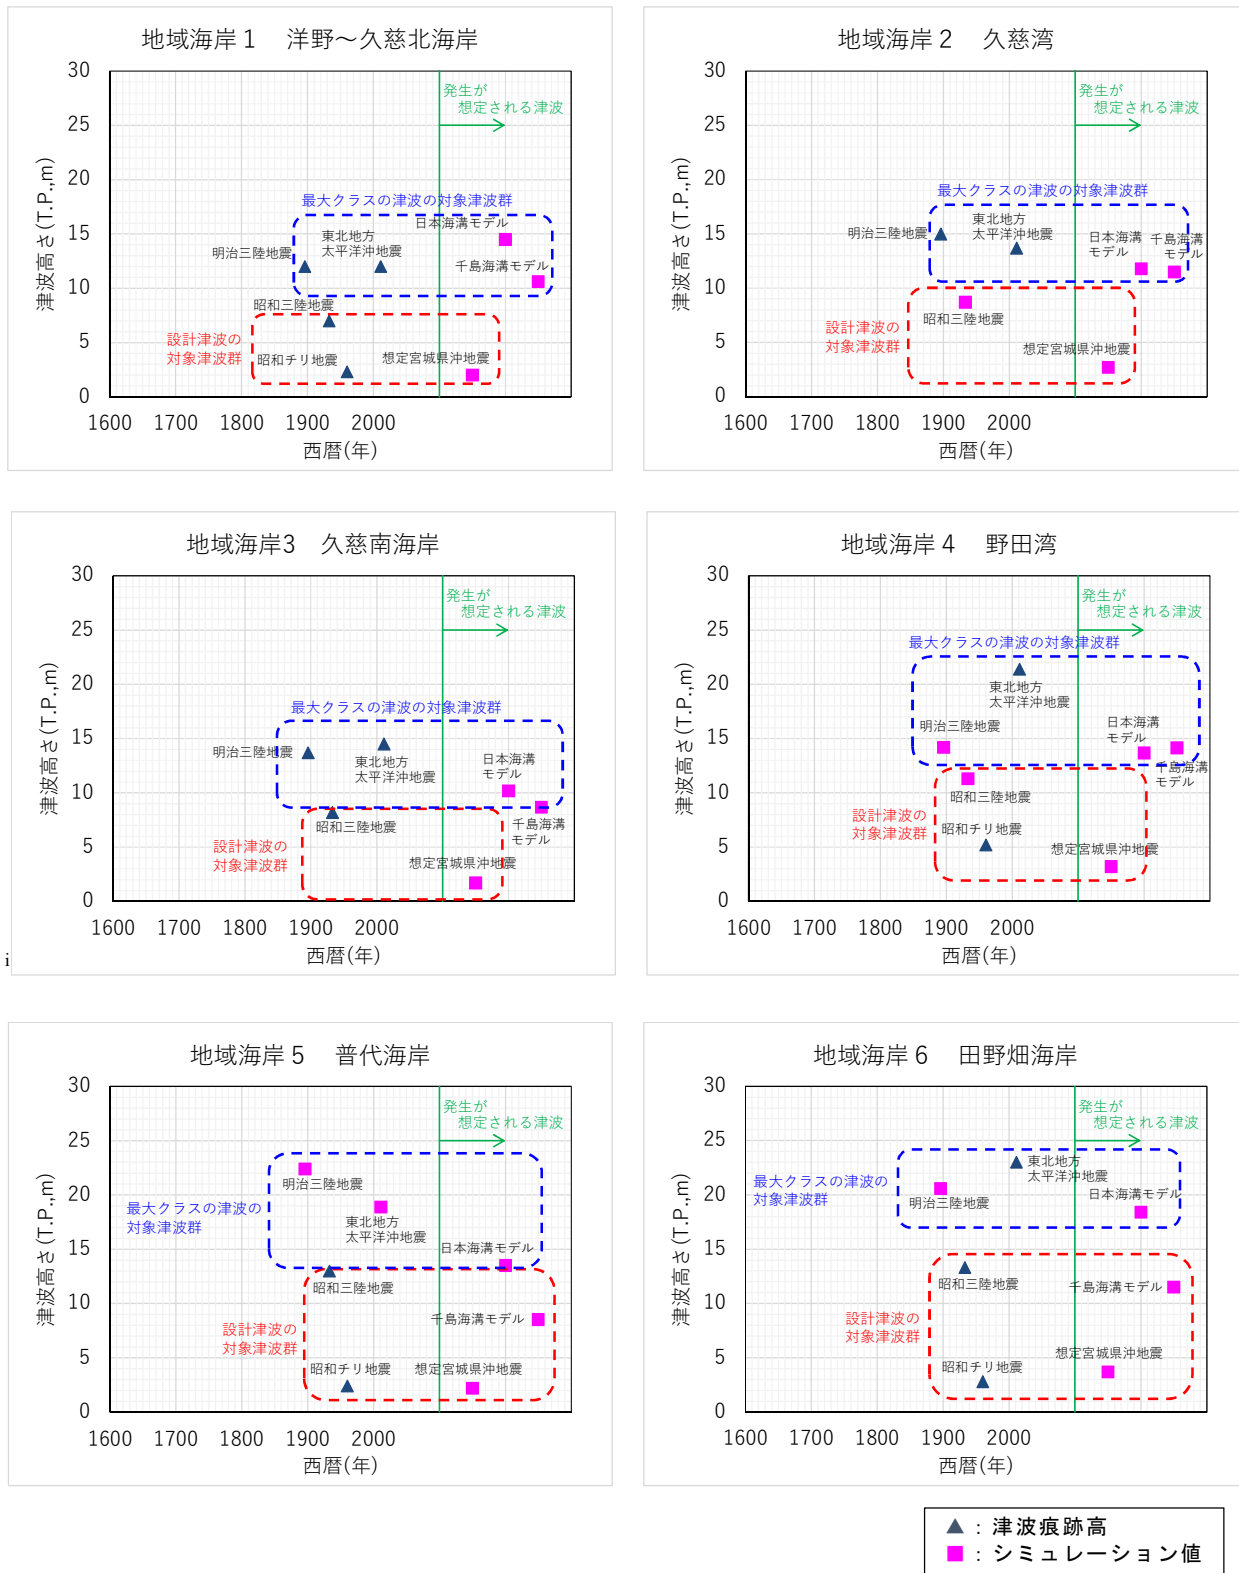 地域海岸1　洋野～久慈北海岸
津波高さ(T.P.,m)
30
25
20
15
10
5
0
発生が
想定される津波
最大クラスの津波の対象津波群
日本海溝モデル
東北地方
太平洋沖地震
明治三陸地震
千島海溝モデル
昭和三陸地震
設計津波の
対象津波群
昭和チリ地震
想定宮城県沖地震
1600 1700 1800 1900 2000
西暦(年)
地域海岸2　久慈湾
津波高さ(T.P.,m)
30
25
20
15
10
5
0
発生が
想定される津波
最大クラスの津波の対象津波群
東北地方
太平洋沖地震
明治三陸地震
日本海溝
モデル
千島海溝
モデル
昭和三陸地震
設計津波の
対象津波群
想定宮城県沖地震
1600 1700 1800 1900 2000
西暦(年)
地域海岸3　久慈南海岸
津波高さ(T.P.,m)
30
25
20
15
10
5
0
発生が
想定される津波
最大クラスの津波の対象津波群
明治三陸地震
東北地方
太平洋沖地震
日本海溝
モデル
昭和三陸地震
千島海溝
モデル
設計津波の
対象津波群
想定宮城県沖地震
1600 1700 1800 1900 2000
西暦(年)
i
地域海岸4　野田湾
津波高さ(T.P.,m)
30
25
20
15
10
5
0
発生が
想定される津波
最大クラスの津波の対象津波群
東北地方
太平洋沖地震
明治三陸地震
日本海溝
モデル
千島海溝
モデル
昭和三陸地震
設計津波の
対象津波群
昭和チリ地震
想定宮城県沖地震
1600 1700 1800 1900 2000
西暦(年)
地域海岸5　普代海岸
津波高さ(T.P.,m)
30
25
20
15
10
5
0
発生が
想定される津波
明治三陸地震
最大クラスの津波の
対象津波群
東北地方
太平洋沖地震
日本海溝モデル
昭和三陸地震
千島海溝モデル
設計津波の
対象津波群
昭和チリ地震
想定宮城県沖地震
1600 1700 1800 1900 2000
西暦(年)
地域海岸6　田野畑海岸
津波高さ(T.P.,m)
30
25
20
15
10
5
0
発生が
想定される津波
東北地方
太平洋沖地震
最大クラスの津波の
対象津波群
明治三陸地震
日本海溝モデル
昭和三陸地震
千島海溝モデル
設計津波の
対象津波群
昭和チリ地震
想定宮城県沖地震
1600 1700 1800 1900 2000
西暦(年)
▲：津波痕跡高
■：シミュレーション値